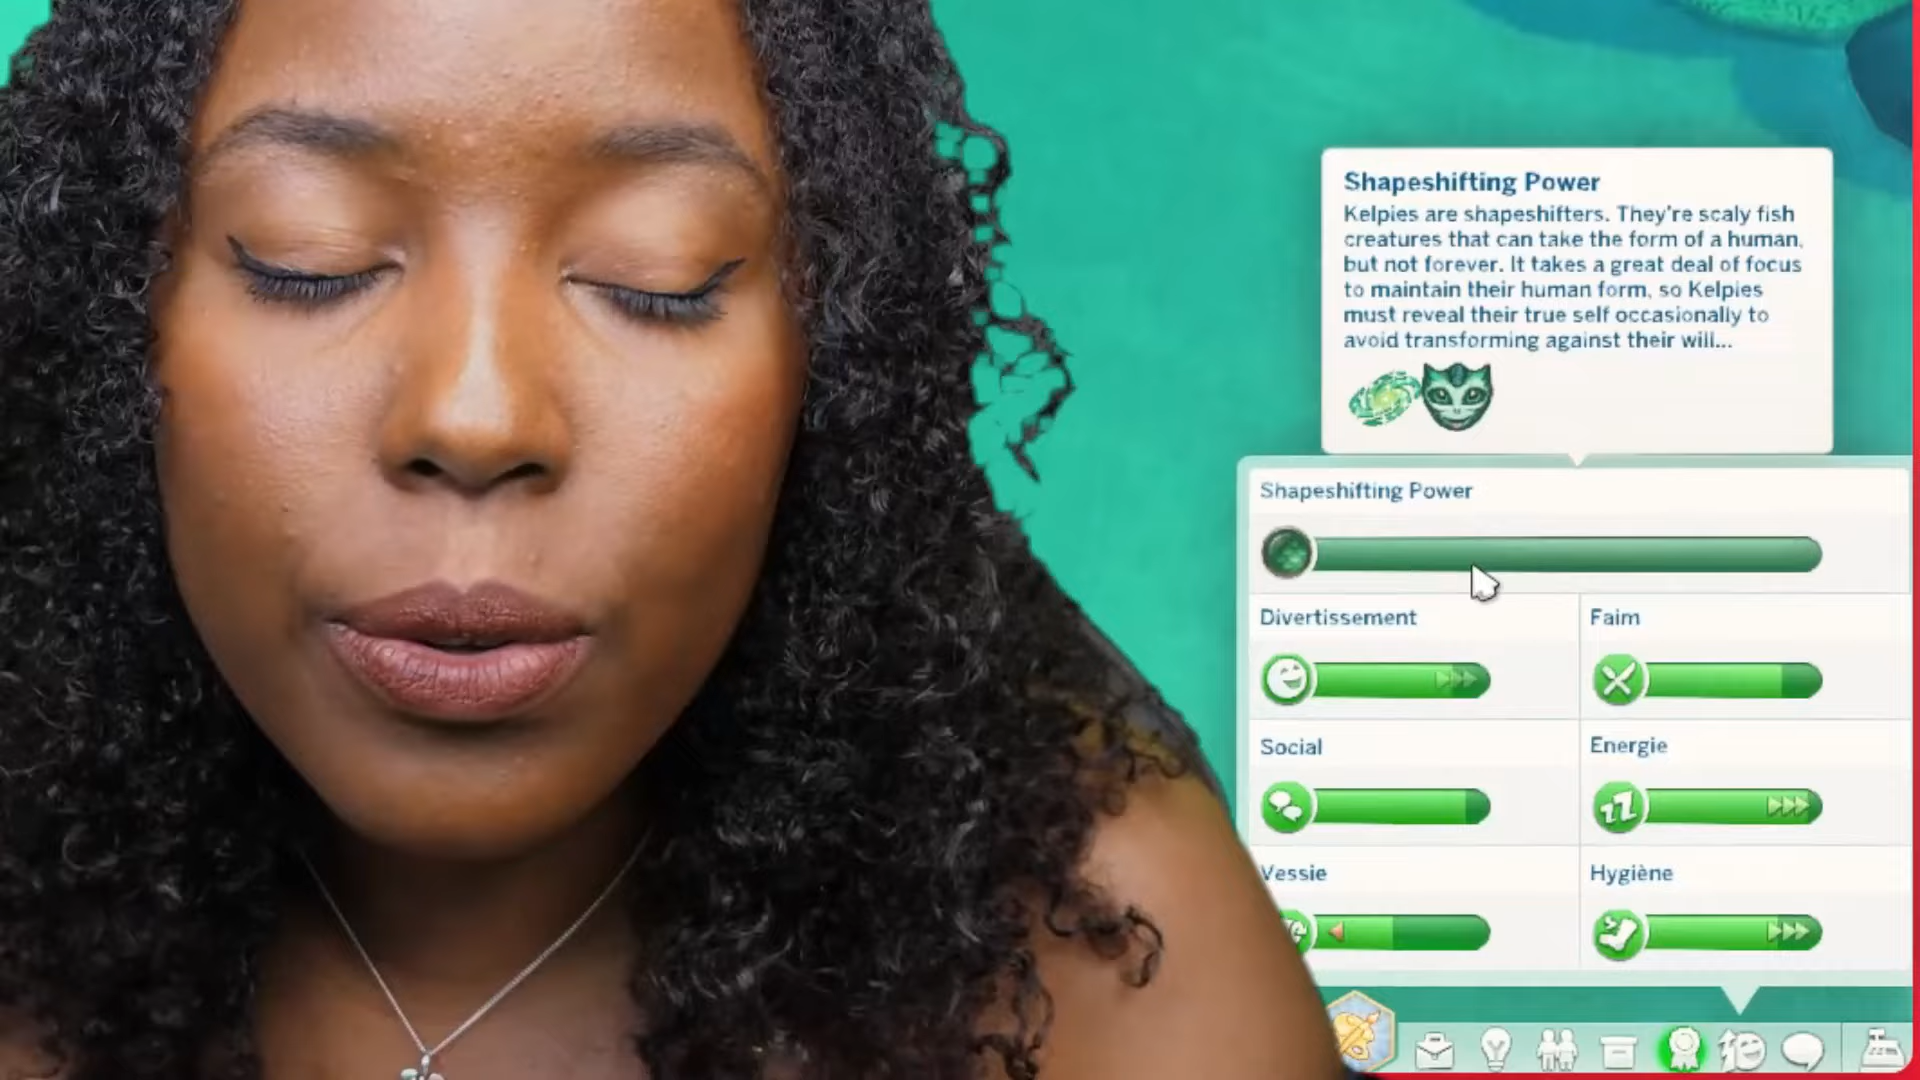 Shapeshifting Power
Kelpies are shapeshifters. They're scaly fish
creatures that can take the form of a human,
but not forever. It takes a great deal of focus
to maintain their human form, so Kelpies
must reveal their true self occasionally to
avoid transforming against their will...
Shapeshifting Power
Divertissement
Faim
Social
Energie
Vessie
Hygiène